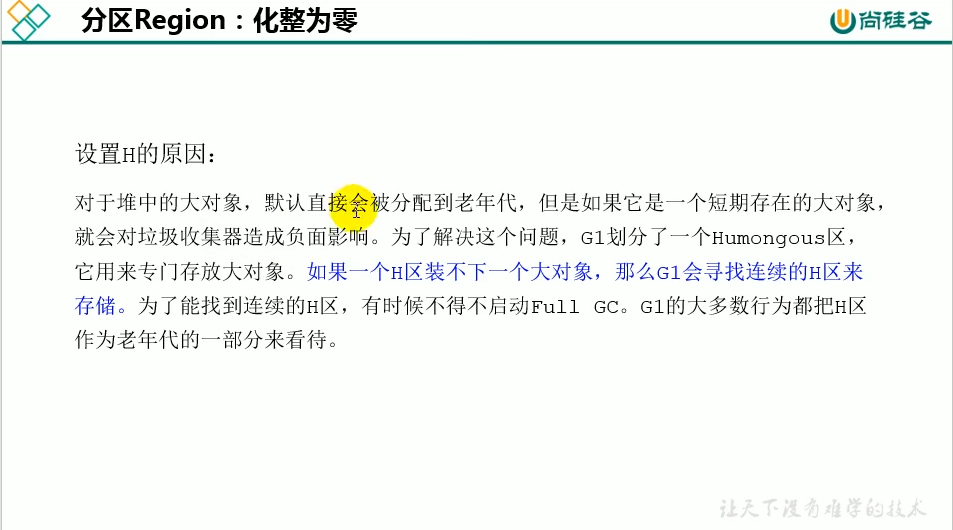 分区Region：化整为零
尚硅谷
设置H的原因：
对于堆中的大对象，默认直接会被分配到老年代，但是如果它是一个短期存在的大对象，
就会对垃圾收集器造成负面影响。为了解决这个问题，G1划分了一个Humongous区，
它用来专门存放大对象。如果一个H区装不下一个大对象，那么G1会寻找连续的H区来
存储。为了能找到连续的H区，有时候不得不启动Full GC。G1的大多数行为都把H区
作为老年代的一部分来看待。
让天下没有难学的技术